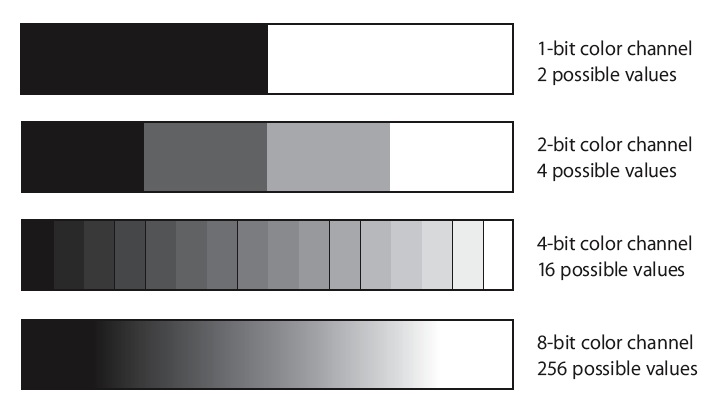 1-bit color channel
2 possible values
2-bit color channel
4 possible values
4-bit color channel
16 possible values
8-bit color channel
256 possible values